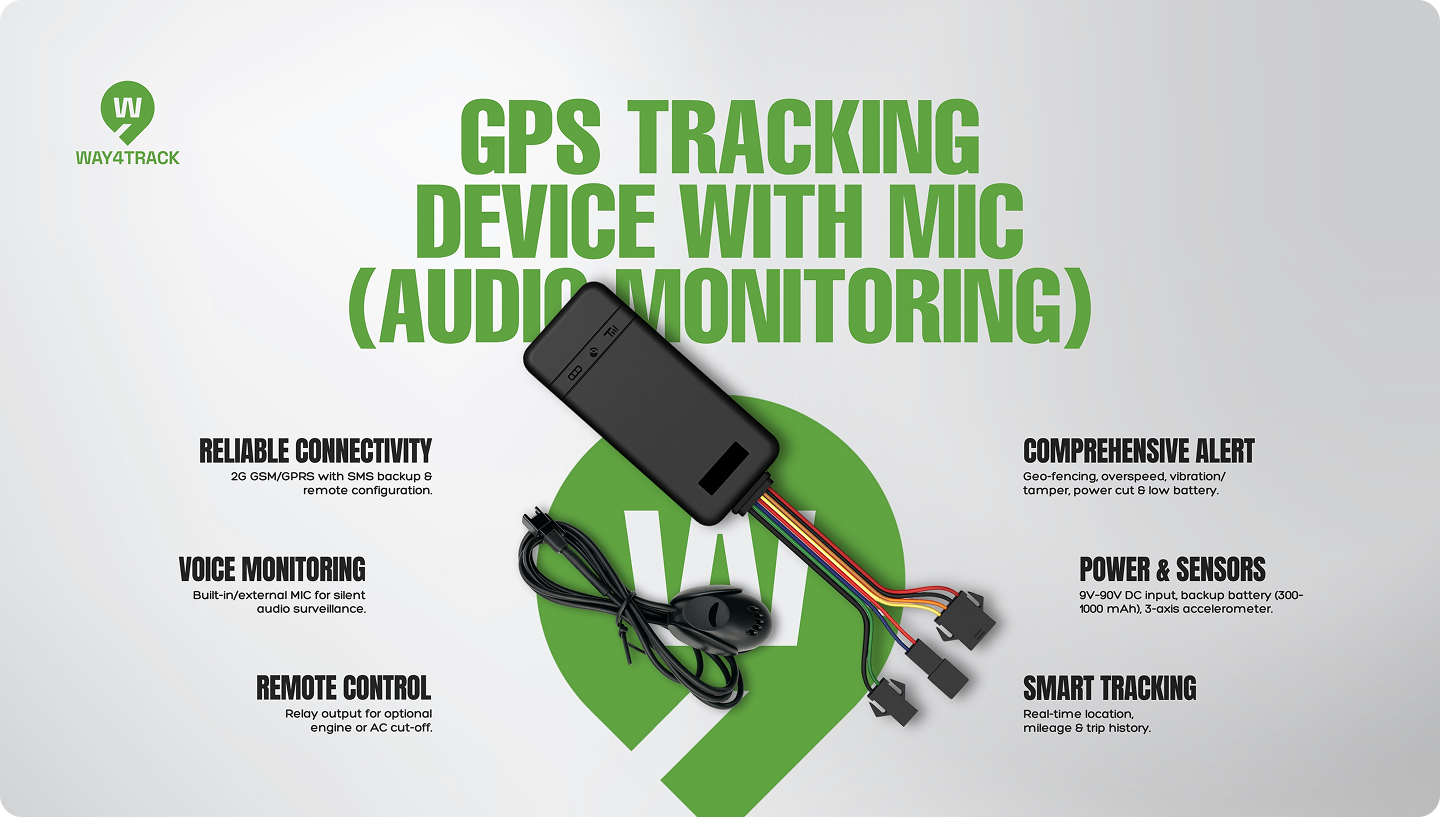 W
WAY4TRACK
GPS TRACKING
DEVICE WITH MIC
(AUDIO MONITORING)
RELIABLE CONNECTIVITY
2G GSM/GPRS with SMS backup &
remote configuration.
VOICE MONITORING
Built-in/external MIC for silent
audio surveillance.
REMOTE CONTROL
Relay output for optional
engine or AC cut-off.
W
COMPREHENSIVE ALERT
Geo-fencing, overspeed, vibration/
tamper, power cut & low battery.
POWER & SENSORS
9V-90V DC input, backup battery (300-
1000 mAh), 3-axis accelerometer.
SMART TRACKING
Real-time location,
mileage & trip history.